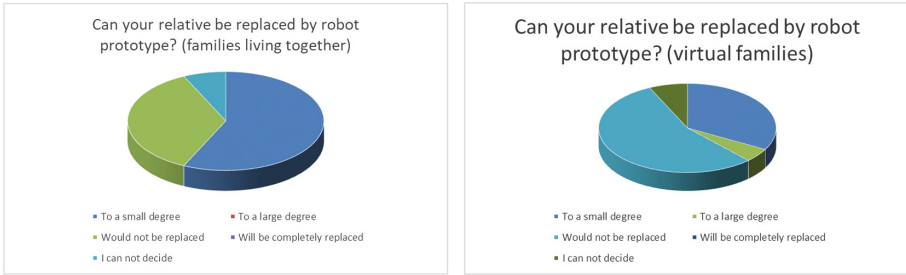 Can your relative be replaced by robot
prototype? (families living together)
To a small degree
To a large degree
Would not be replaced
Will be completely replaced
I can not decide
Can your relative be replaced by robot
prototype? (virtual families)
To a small degree
To a large degree
Would not be replaced
Will be completely replaced
I can not decide